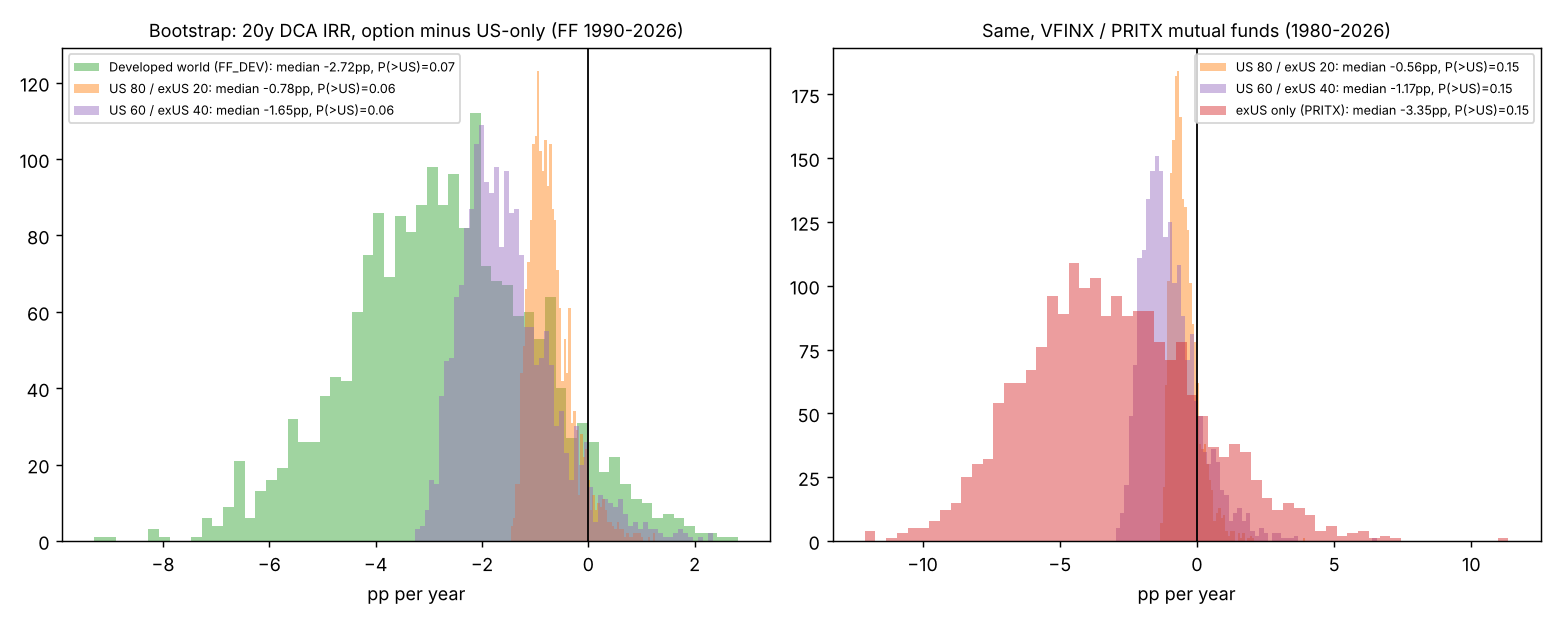 Bootstrap: 20y DCA IRR, option minus US-only (FF 1990-2026)
Developed world (FF_DEV): median -2.72pp, P(>US)=0.07
US 80 / exUS 20: median -0.78pp, P(>US)=0.06
US 60 / exUS 40: median -1.65pp, P(>US)=0.06
120
100
80
60
40
20
0
−8 −6 −4 −2 0 2
pp per year
Same, VFINX / PRITX mutual funds (1980-2026)
US 80 / exUS 20: median -0.56pp, P(>US)=0.15
US 60 / exUS 40: median -1.17pp, P(>US)=0.15
exUS only (PRITX): median -3.35pp, P(>US)=0.15
175
150
125
100
75
50
25
0
−10 −5 0 5 10
pp per year